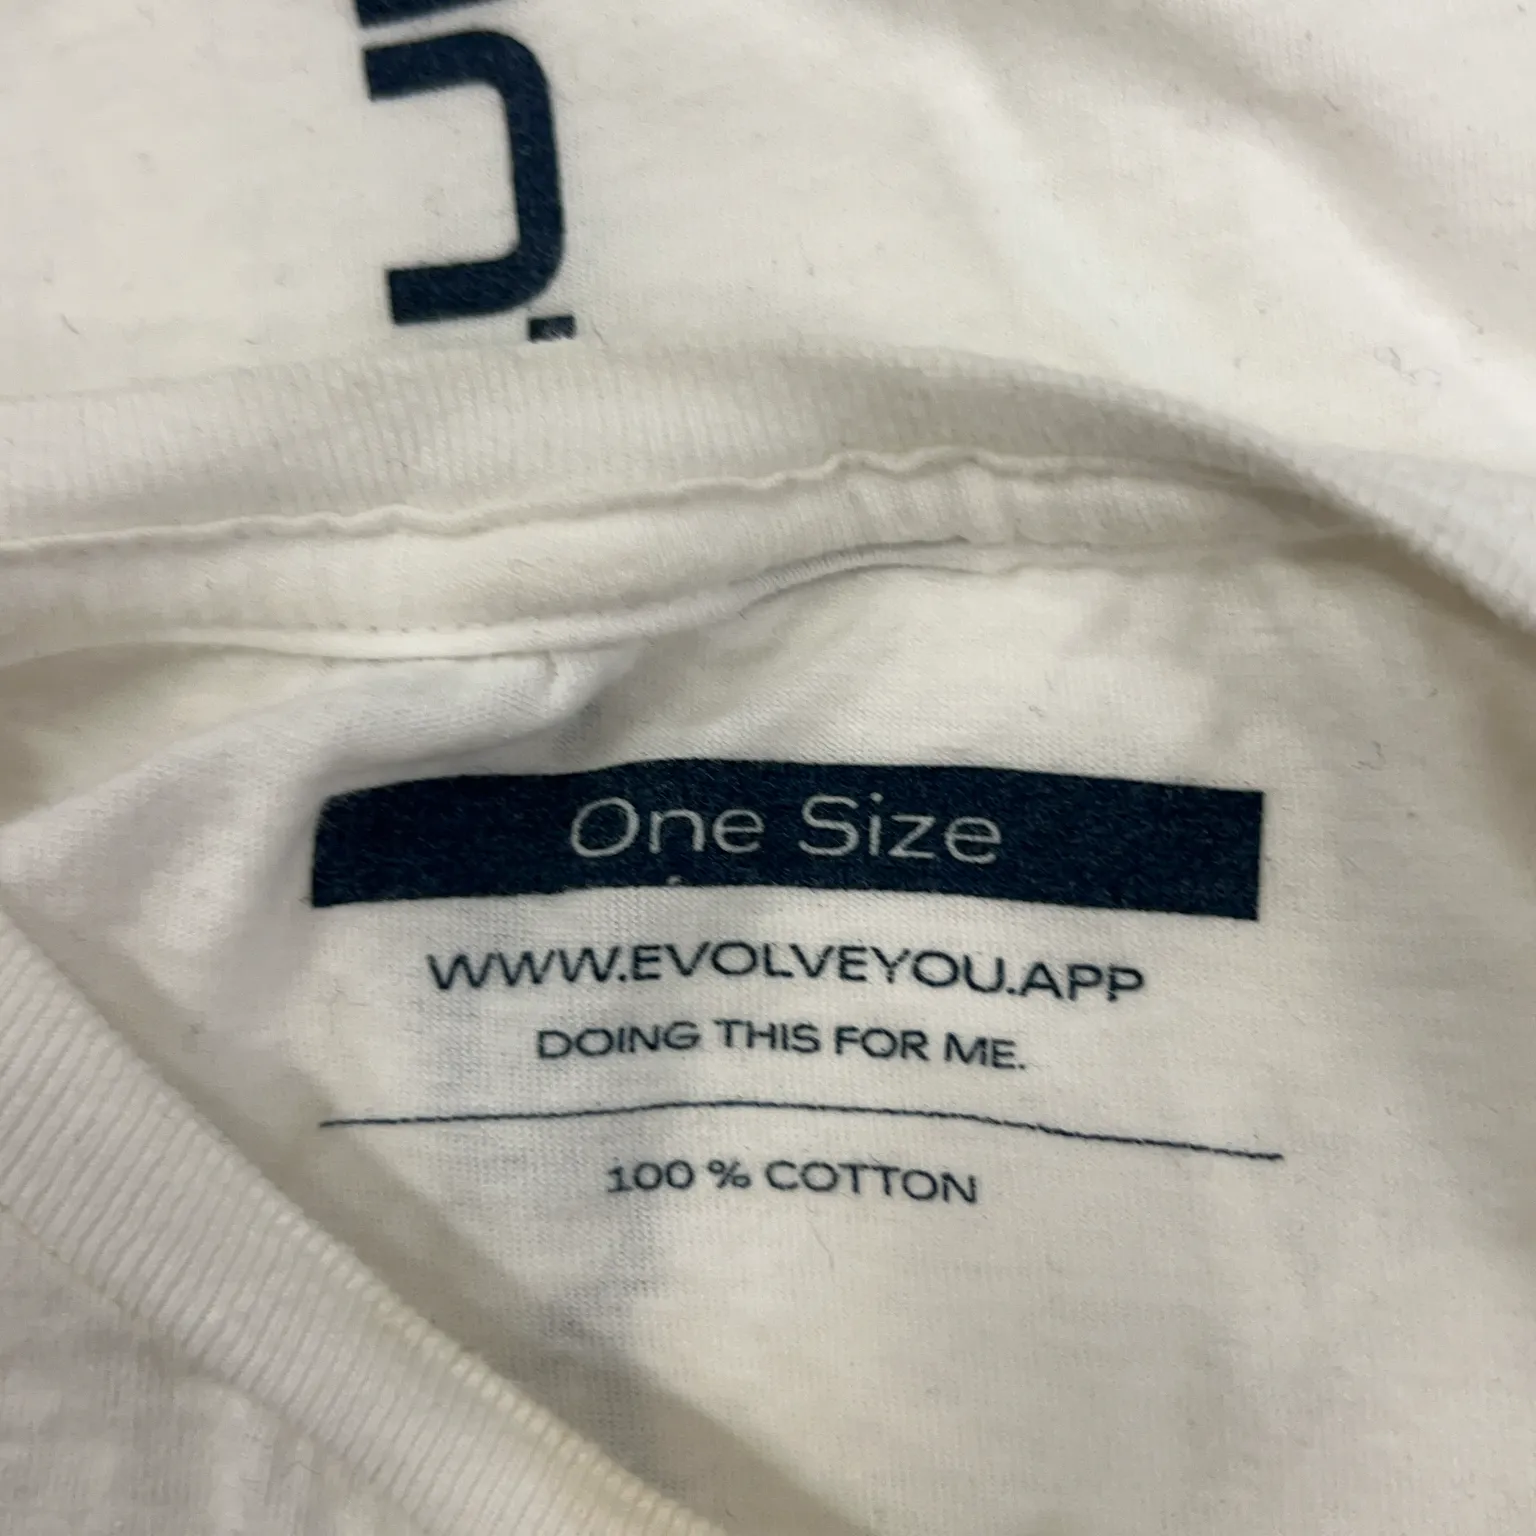 One Size
WWW.EVOLVEYOU.APP
DOING THIS FOR ME.
100 % COTTON